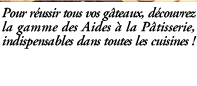 Pour réussir tous vos gâteaux, découvrez
la gamme des Aides à la Pâtisserie,
indispensables dans toutes les cuisines !